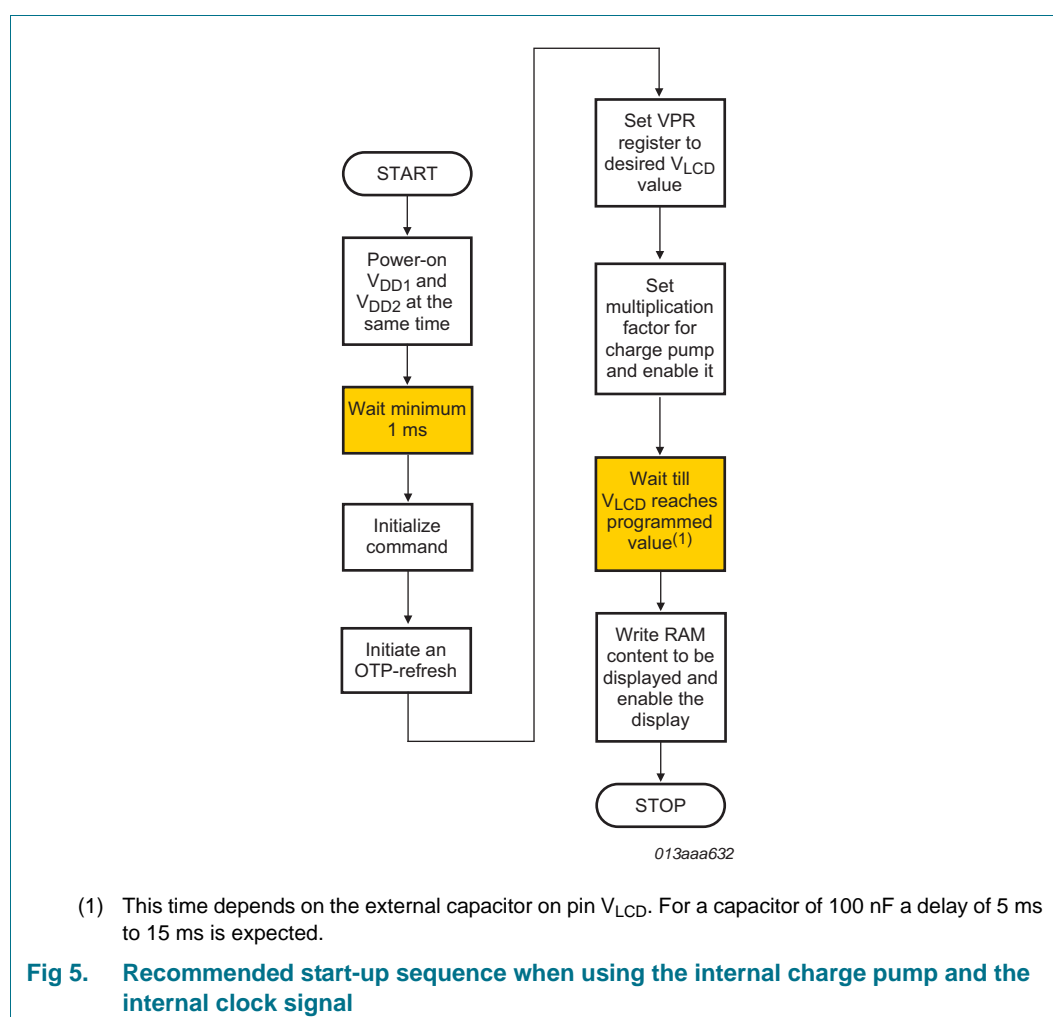 START
Power-on
VDD1 and
VDD2 at the
same time
Wait minimum
1 ms
Initialize
command
Initiate an
OTP-refresh
Set VPR
register to
desired VLCD
value
Set
multiplication
factor for
charge pump
and enable it
Wait till
VLCD reaches
programmed
value(1)
Write RAM
content to be
displayed and
enable the
display
STOP
013aaa632
(1) This time depends on the external capacitor on pin VLCD. For a capacitor of 100 nF a delay of 5 ms
to 15 ms is expected.
Fig 5. Recommended start-up sequence when using the internal charge pump and the
internal clock signal